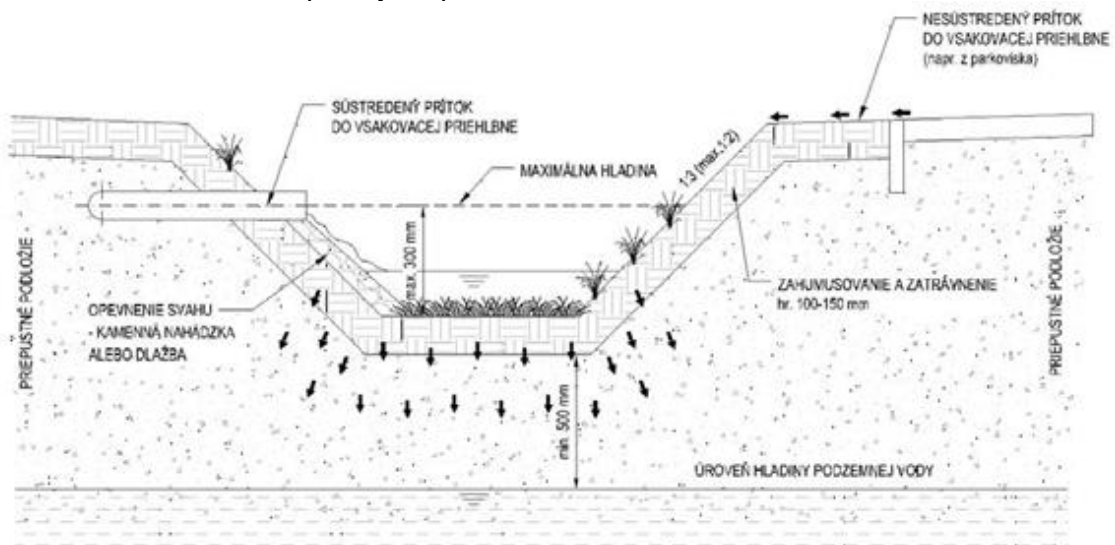 NESÚSTREDENÝ PRÍTOK
DO VSAKOVACEJ PRIEHLBNE
(napr. z parkoviska)
SÚSTREDENÝ PRÍTOK
DO VSAKOVACEJ PRIEHLBNE
MAXIMÁLNA HLADINA
1:3 (max.1:2)
max. 300 mm
PRIEPUSTNÉ PODLOŽIE
OPEVNENIE SVAHU
- KAMENNÁ NAHÁDZKA
ALEBO DLAŽBA
ZAHUMUSOVANIE A ZATRÁVNENIE
hr. 100-150 mm
PRIEPUSTNÉ PODLOŽIE
min. 500 mm
ÚROVEŇ HLADINY PODZEMNEJ VODY